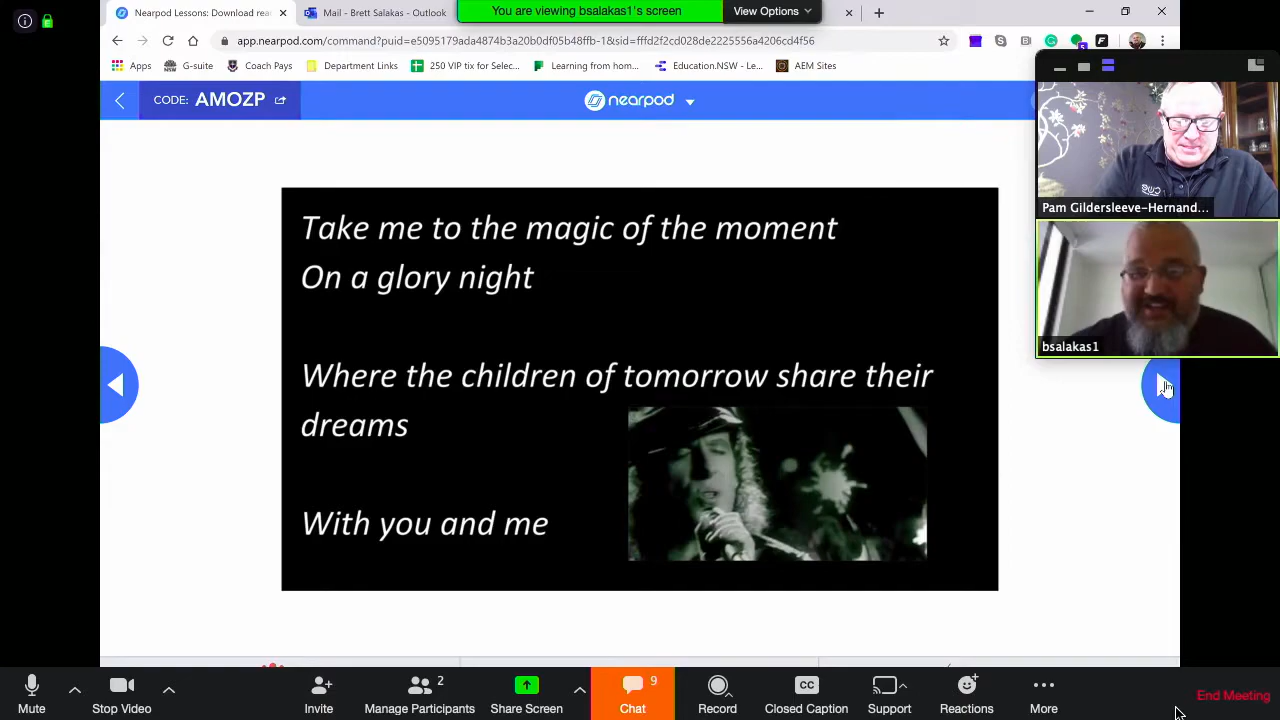 Nearpod Lessons: Download rea
Mail - Brett Salakas - Outlook
You are viewing bsalakas1's screen
View Options
app.nearpod.com/command?puid=e5095179ada4874b3a20b0df05b48ffb-1&sid=fffd2f2cd028de2225556a4206cd4f56
Apps
G-suite
Coach Pays
Department Links
250 VIP tix for Selec...
Learning from hom...
Education.NSW - Le...
AEM Sites
CODE: AMOZP
nearpod
Take me to the magic of the moment
On a glory night
Where the children of tomorrow share their
dreams
With you and me
Pam Gildersleeve-Hernand...
bsalakas1
Mute
Stop Video
Invite
2
Manage Participants
Share Screen
9
Chat
Record
CC
Closed Caption
Support
Reactions
More
End Meeting